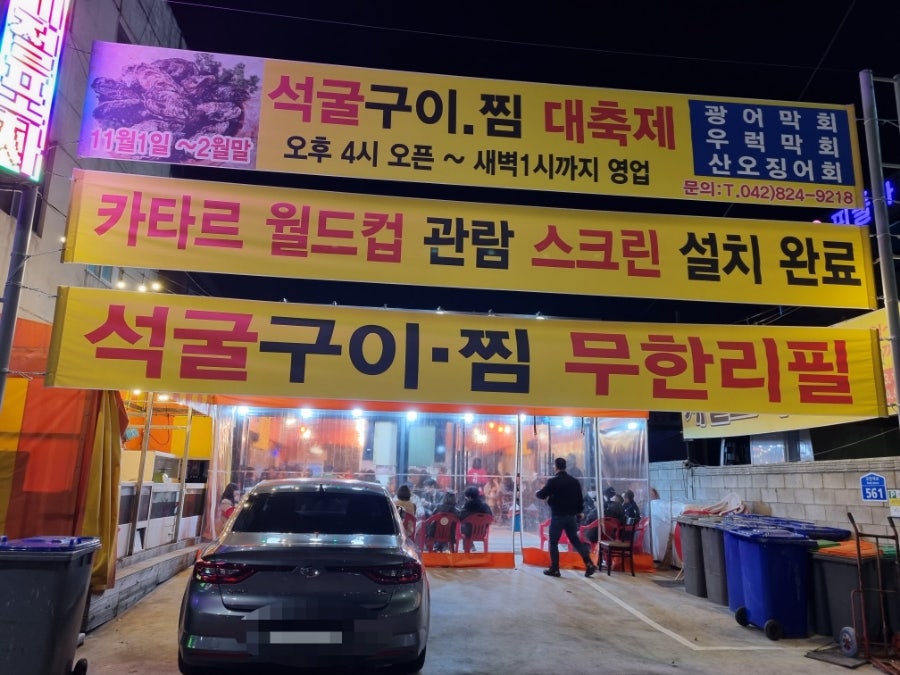 석굴구이.찜 대축제
11월1일 ~2월말
오후 4시 오픈 ~ 새벽1시까지 영업
광어막회
우럭막회
산오징어회
문의:T.042)824-9218
카타르 월드컵 관람 스크린 설치 완료
석굴구이·찜 무한리필
561